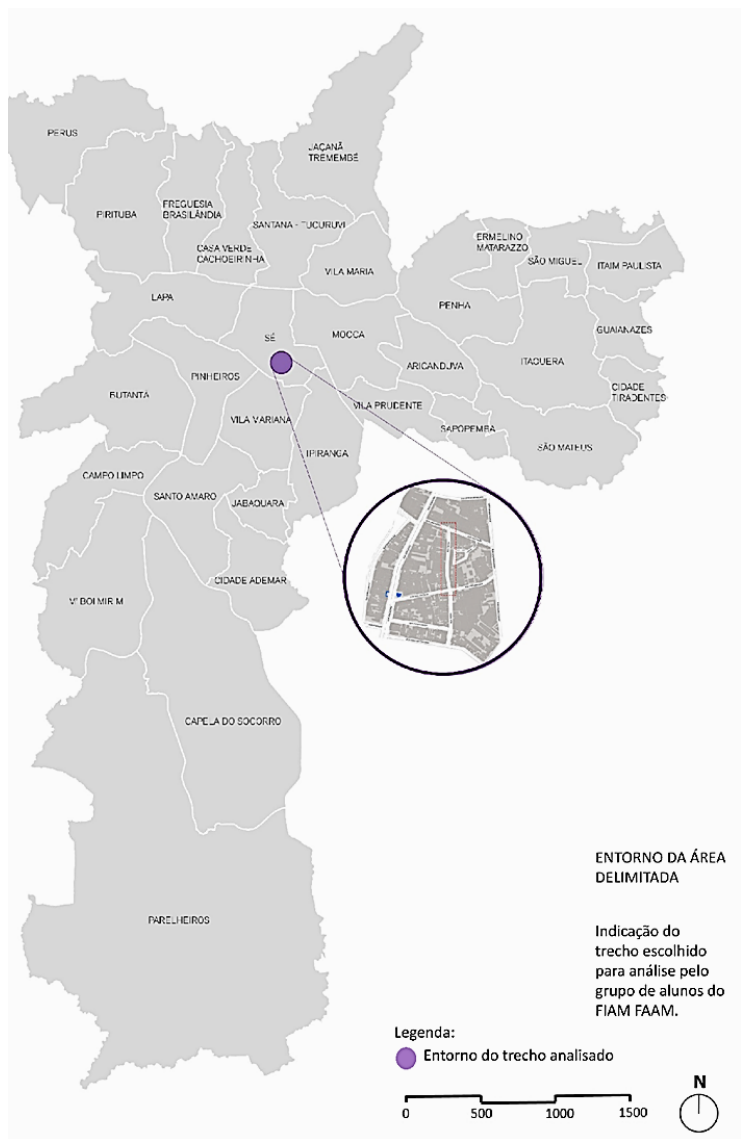 PERUS
JAÇANÃ
TREMEMBÉ
PIRITUBA
FREGUESIA
BRASILÂNDIA
CASA VERDE
CACHOEIRINHA
SANTANA - TUCURUVI
VILA MARIA
ERMELINO
MATARAZZO
SÃO MIGUEL
ITAIM PAULISTA
LAPA
PENHA
SÉ
MOCCA
GUAIANAZES
ARICANDUVA
ITAQUERA
PINHEIROS
BUTANTÃ
CIDADE
TIRADENTES
VILA MARIANA
VILA PRUDENTE
SAPOPEMBA
SÃO MATEUS
IPIRANGA
CAMPO LIMPO
SANTO AMARO
JABAQUARA
CIDADE ADEMAR
M' BOI MIRIM
CAPELA DO SOCORRO
PARELHEIROS
ENTORNO DA ÁREA
DELIMITADA
Indicação do
trecho escolhido
para análise pelo
grupo de alunos do
FIAM FAAM.
Legenda:
Entorno do trecho analisado
N
0 500 1000 1500